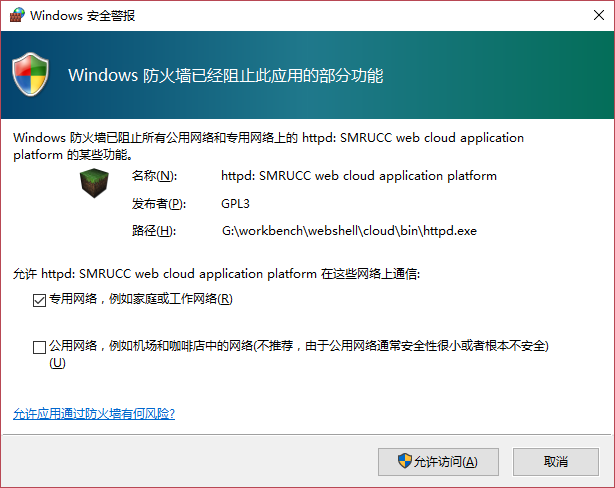 Windows 安全警报
Windows 防火墙已经阻止此应用的部分功能
Windows 防火墙已阻止所有公用网络和专用网络上的 httpd: SMRUCC web cloud application
platform 的某些功能。
名称(N): httpd: SMRUCC web cloud application platform
发布者(P): GPL3
路径(H): G:\workbench\webshell\cloud\bin\httpd.exe
允许 httpd: SMRUCC web cloud application platform 在这些网络上通信:
专用网络，例如家庭或工作网络(R)
公用网络，例如机场和咖啡店中的网络(不推荐，由于公用网络通常安全性很小或者根本不安全)
(U)
允许应用通过防火墙有何风险?
允许访问(A) 取消